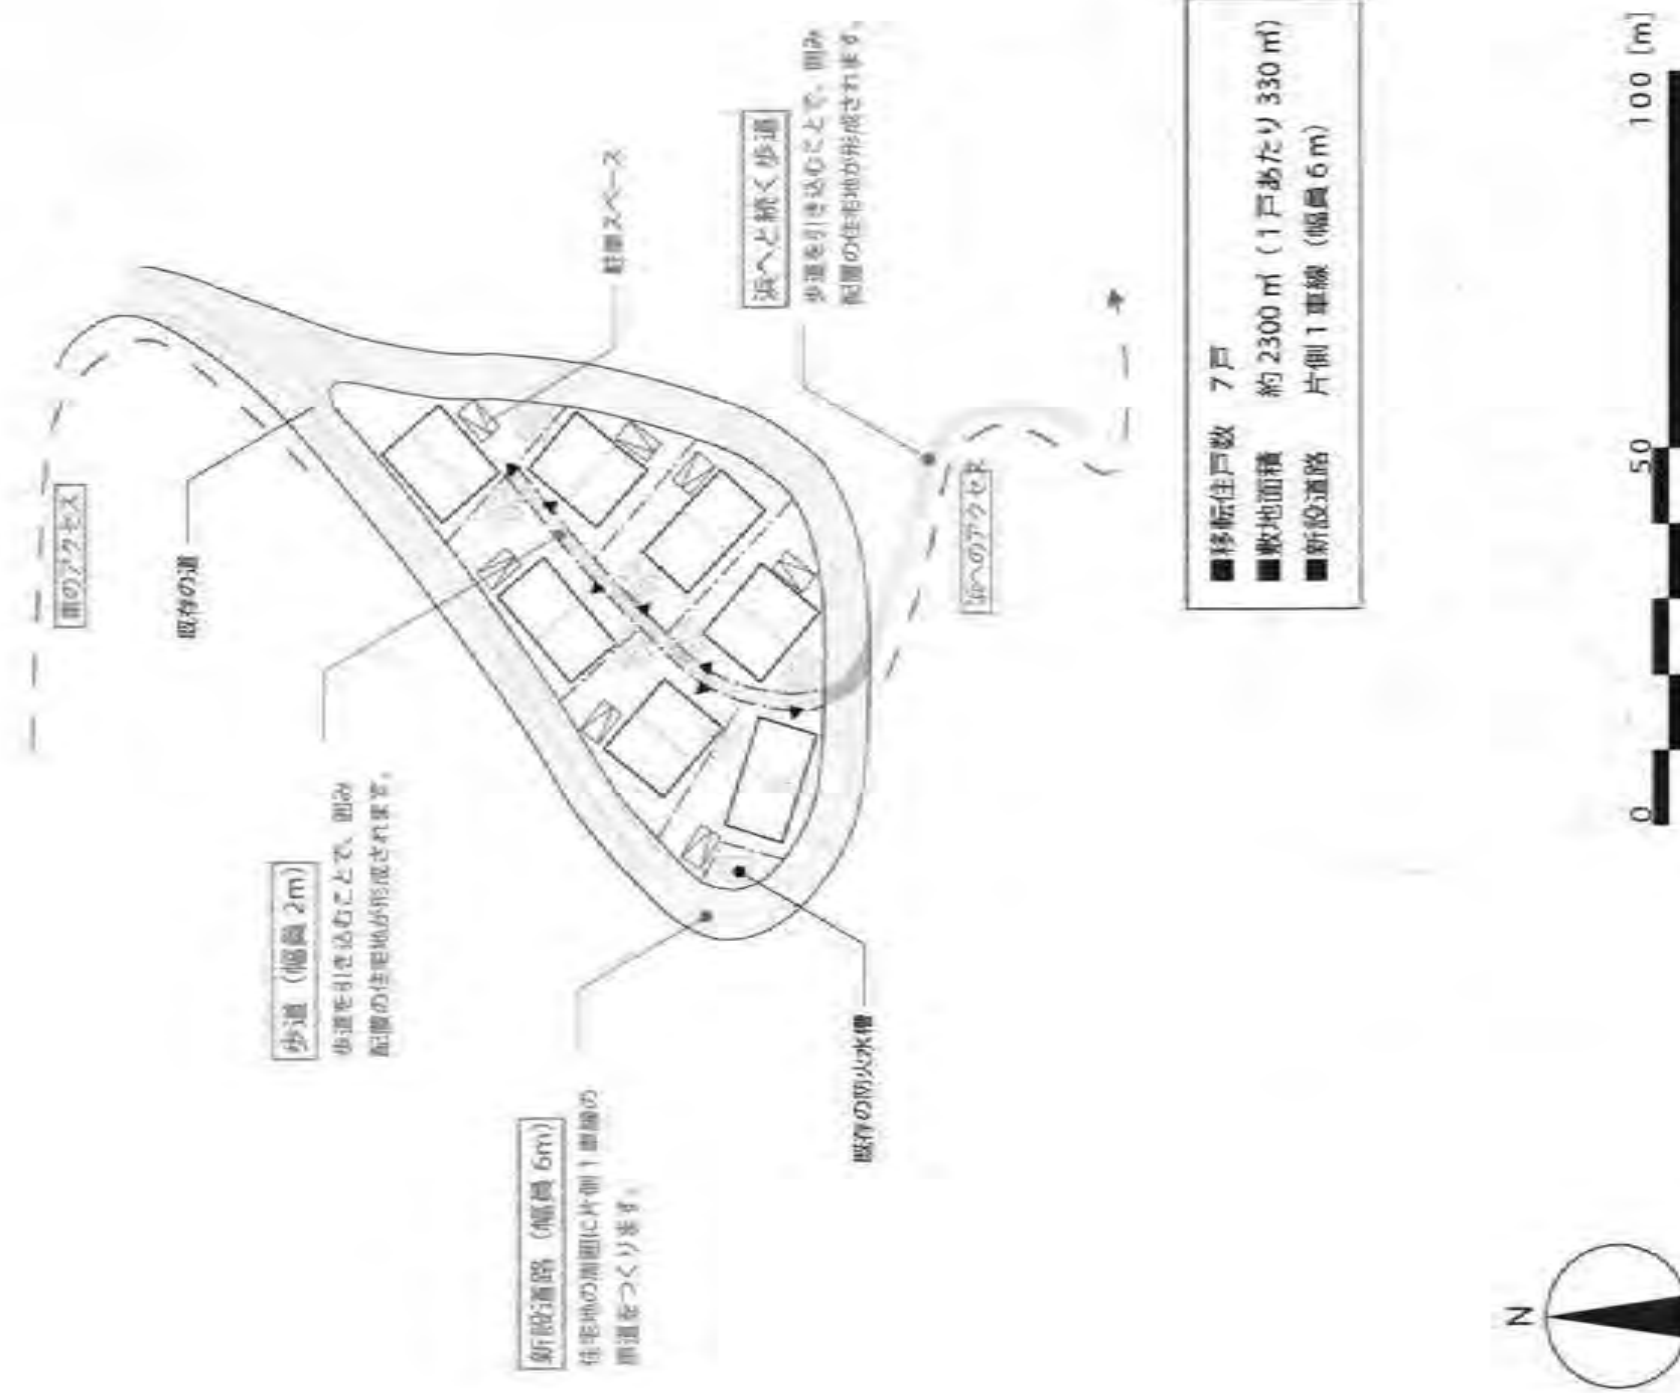 新設道路（幅員 6m）
住宅地の周囲に片側 1 車線の
車道をつくります。
歩道（幅員 2m）
歩道を引き込むことで、囲み
配置の住宅地が形成されます。
既存の道
車のアクセス
既存の防火水槽
駐車スペース
浜へと続く歩道
歩道を引き込むことで、囲み
配置の住宅地が形成されます。
浜へのアクセス
■移転住戸数 7戸
■敷地面積 約 2300 ㎡（1戸あたり 330 ㎡）
■新設道路 片側 1 車線（幅員 6m）
N
0 50 100 [m]